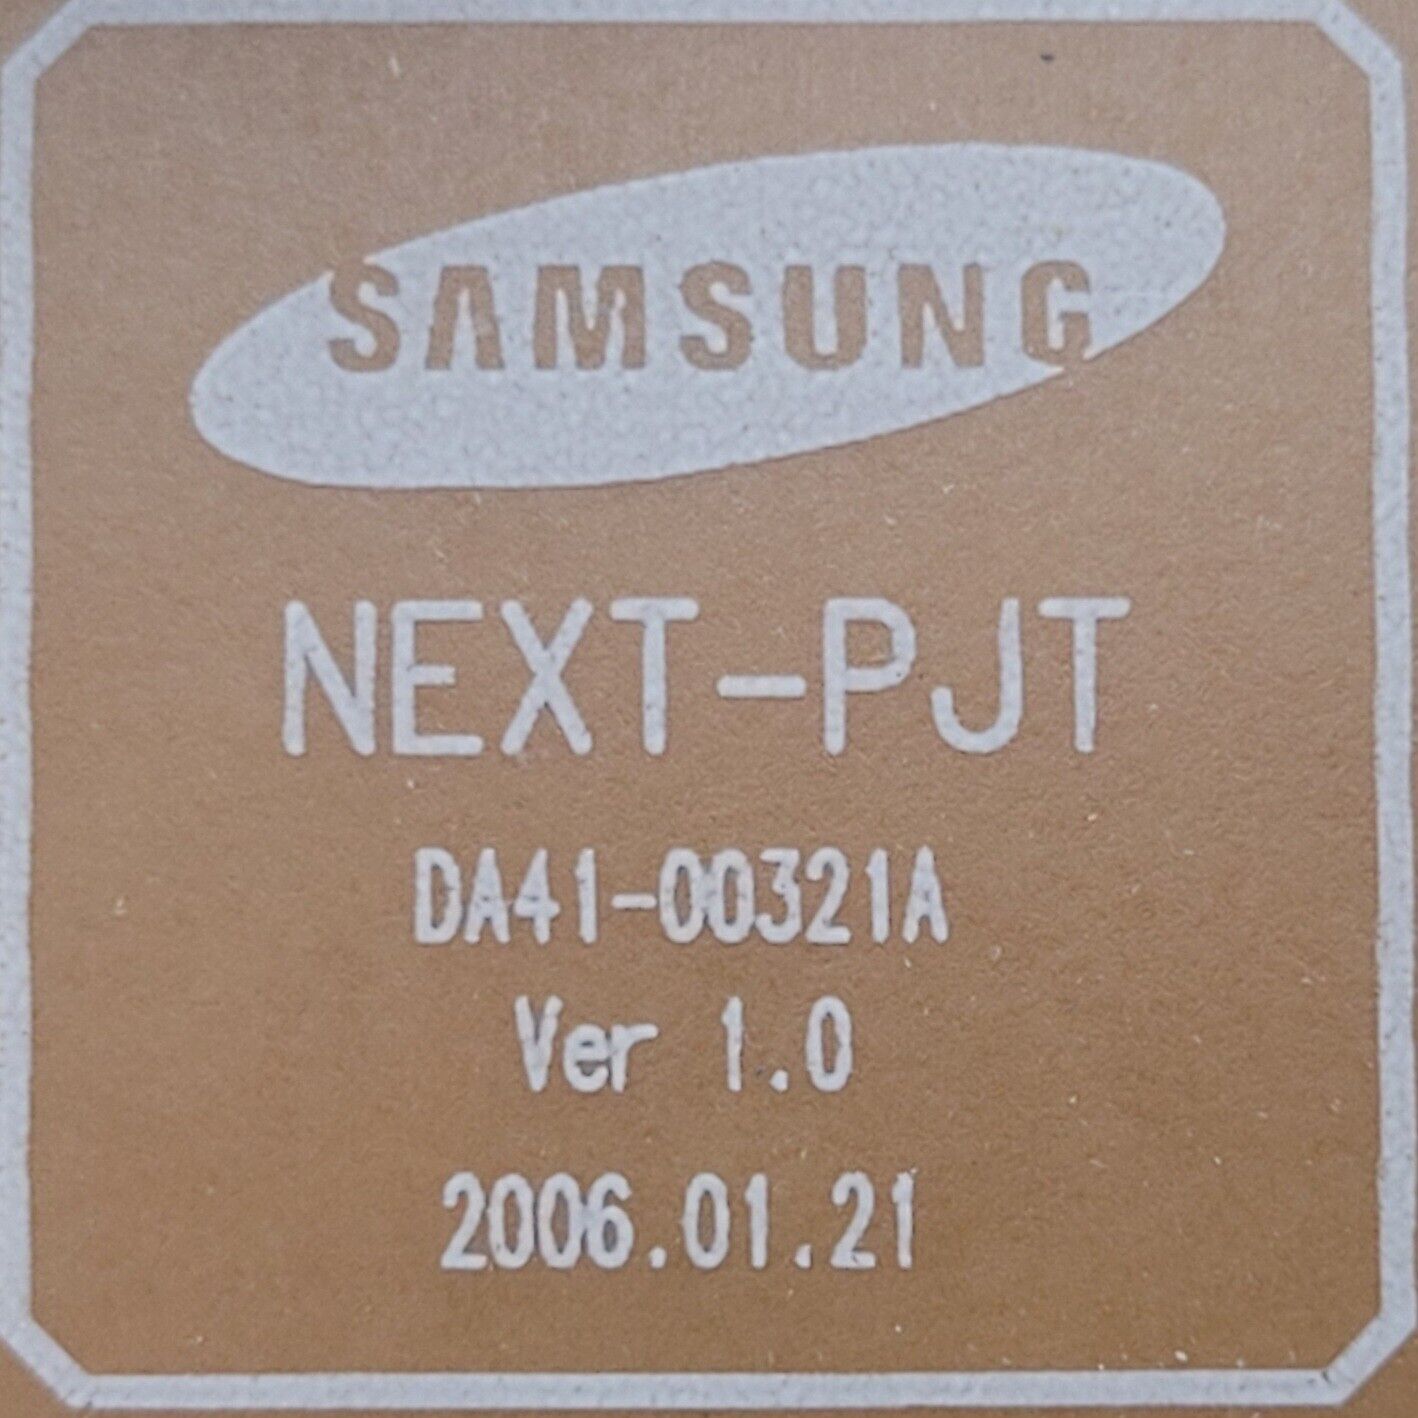 SAMSUNG
NEXT-PJT
DA41-00321A
Ver 1.0
2006.01.21